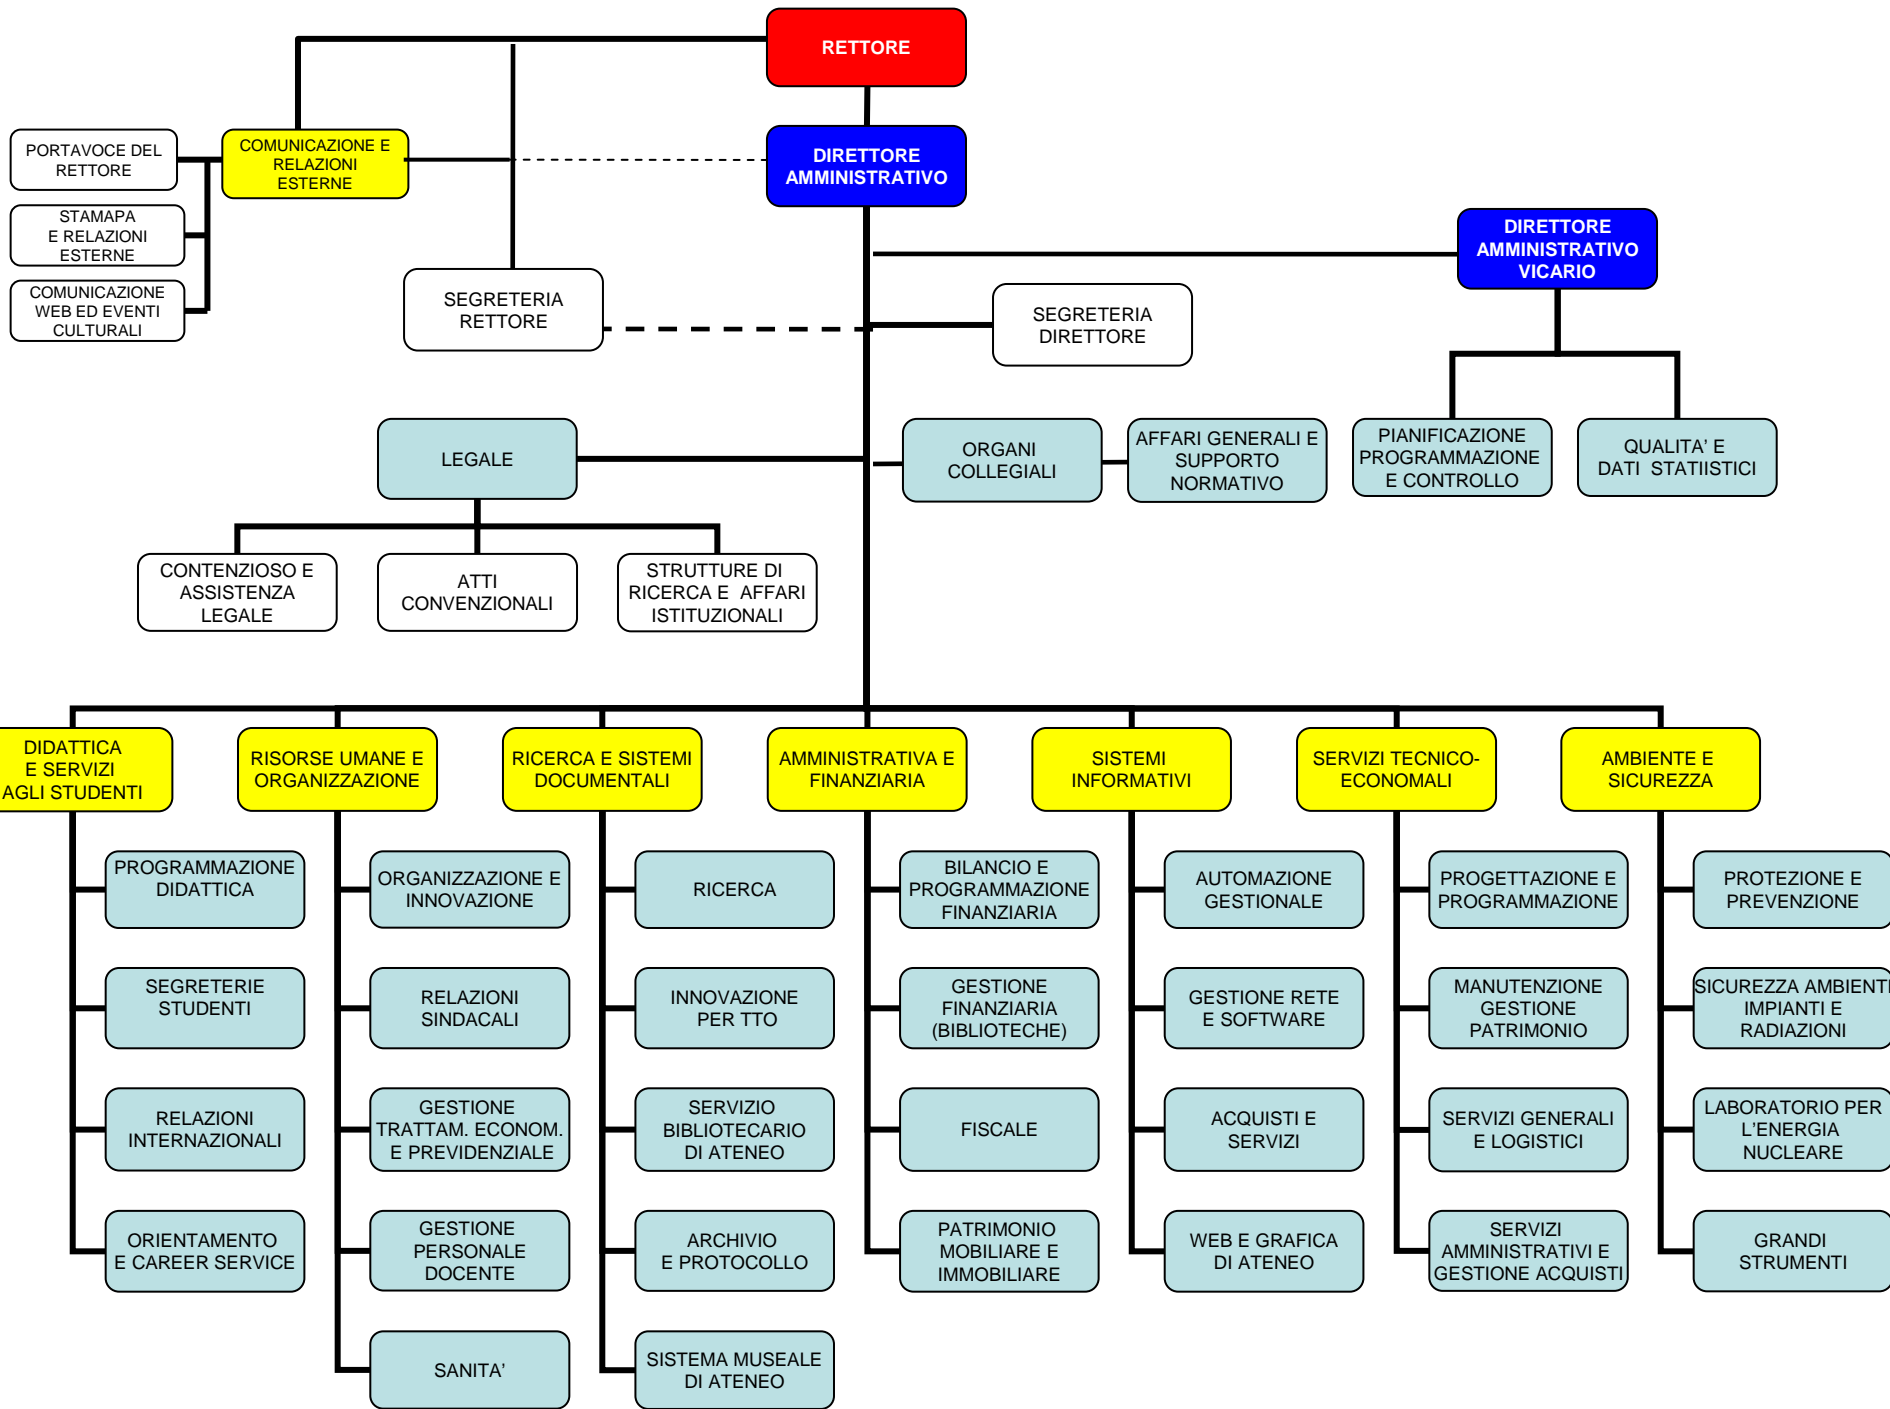 RETTORE
PORTAVOCE DEL
RETTORE
COMUNICAZIONE E
RELAZIONI
ESTERNE
DIRETTORE
AMMINISTRATIVO
STAMAPA
E RELAZIONI
ESTERNE
DIRETTORE
AMMINISTRATIVO
VICARIO
COMUNICAZIONE
WEB ED EVENTI
CULTURALI
SEGRETERIA
RETTORE
SEGRETERIA
DIRETTORE
LEGALE
ORGANI
COLLEGIALI
AFFARI GENERALI E
SUPPORTO
NORMATIVO
PIANIFICAZIONE
PROGRAMMAZIONE
E CONTROLLO
QUALITA' E
DATI STATIISTICI
CONTENZIOSO E
ASSISTENZA
LEGALE
ATTI
CONVENZIONALI
STRUTTURE DI
RICERCA E AFFARI
ISTITUZIONALI
DIDATTICA
E SERVIZI
AGLI STUDENTI
RISORSE UMANE E
ORGANIZZAZIONE
RICERCA E SISTEMI
DOCUMENTALI
AMMINISTRATIVA E
FINANZIARIA
SISTEMI
INFORMATIVI
SERVIZI TECNICO-
ECONOMALI
AMBIENTE E
SICUREZZA
PROGRAMMAZIONE
DIDATTICA
ORGANIZZAZIONE E
INNOVAZIONE
RICERCA
BILANCIO E
PROGRAMMAZIONE
FINANZIARIA
AUTOMAZIONE
GESTIONALE
PROGETTAZIONE E
PROGRAMMAZIONE
PROTEZIONE E
PREVENZIONE
SEGRETERIE
STUDENTI
RELAZIONI
SINDACALI
INNOVAZIONE
PER TTO
GESTIONE
FINANZIARIA
(BIBLIOTECHE)
GESTIONE RETE
E SOFTWARE
MANUTENZIONE
GESTIONE
PATRIMONIO
SICUREZZA AMBIENTI
IMPIANTI E
RADIAZIONI
RELAZIONI
INTERNAZIONALI
GESTIONE
TRATTAM. ECONOM.
E PREVIDENZIALE
SERVIZIO
BIBLIOTECARIO
DI ATENEO
FISCALE
ACQUISTI E
SERVIZI
SERVIZI GENERALI
E LOGISTICI
LABORATORIO PER
L'ENERGIA
NUCLEARE
ORIENTAMENTO
E CAREER SERVICE
GESTIONE
PERSONALE
DOCENTE
ARCHIVIO
E PROTOCOLLO
PATRIMONIO
MOBILIARE E
IMMOBILIARE
WEB E GRAFICA
DI ATENEO
SERVIZI
AMMINISTRATIVI E
GESTIONE ACQUISTI
GRANDI
STRUMENTI
SANITA'
SISTEMA MUSEALE
DI ATENEO